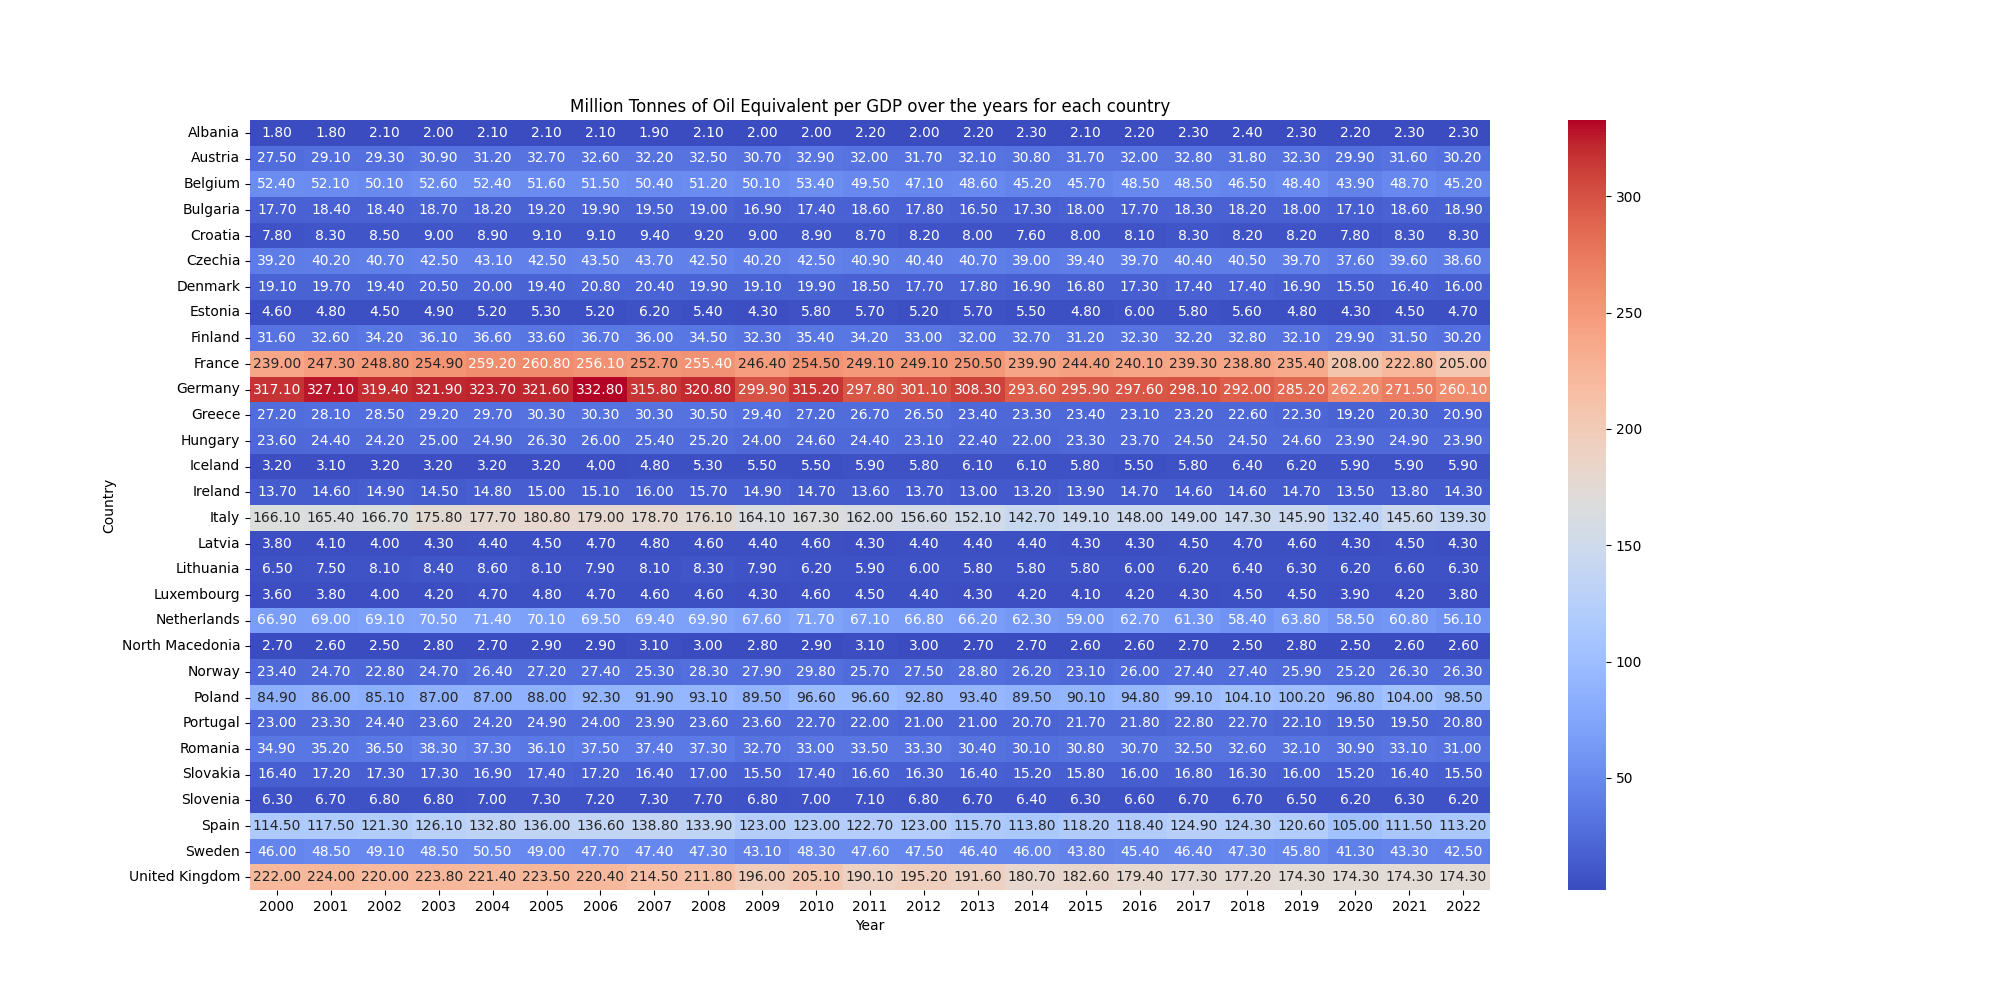 Million Tonnes of Oil Equivalent per GDP over the years for each country
Albania 1.80 1.80 2.10 2.00 2.10 2.10 2.10 1.90 2.10 2.00 2.00 2.20 2.00 2.20 2.30 2.10 2.20 2.30 2.40 2.30 2.20 2.30 2.30
Austria 27.50 29.10 29.30 30.90 31.20 32.70 32.60 32.20 32.50 30.70 32.90 32.00 31.70 32.10 30.80 31.70 32.00 32.80 31.80 32.30 29.90 31.60 30.20
Belgium 52.40 52.10 50.10 52.60 52.40 51.60 51.50 50.40 51.20 50.10 53.40 49.50 47.10 48.60 45.20 45.70 48.50 48.50 46.50 48.40 43.90 48.70 45.20
Bulgaria 17.70 18.40 18.40 18.70 18.20 19.20 19.90 19.50 19.00 16.90 17.40 18.60 17.80 16.50 17.30 18.00 17.70 18.30 18.20 18.00 17.10 18.60 18.90
Croatia 7.80 8.30 8.50 9.00 8.90 9.10 9.10 9.40 9.20 9.00 8.90 8.70 8.20 8.00 7.60 8.00 8.10 8.30 8.20 8.20 7.80 8.30 8.30
Czechia 39.20 40.20 40.70 42.50 43.10 42.50 43.50 43.70 42.50 40.20 42.50 40.90 40.40 40.70 39.00 39.40 39.70 40.40 40.50 39.70 37.60 39.60 38.60
Denmark 19.10 19.70 19.40 20.50 20.00 19.40 20.80 20.40 19.90 19.10 19.90 18.50 17.70 17.80 16.90 16.80 17.30 17.40 17.40 16.90 15.50 16.40 16.00
Estonia 4.60 4.80 4.50 4.90 5.20 5.30 5.20 6.20 5.40 4.30 5.80 5.70 5.20 5.70 5.50 4.80 6.00 5.80 5.60 4.80 4.30 4.50 4.70
Finland 31.60 32.60 34.20 36.10 36.60 33.60 36.70 36.00 34.50 32.30 35.40 34.20 33.00 32.00 32.70 31.20 32.30 32.20 32.80 32.10 29.90 31.50 30.20
France 239.00 247.30 248.80 254.90 259.20 260.80 256.10 252.70 255.40 246.40 254.50 249.10 249.10 250.50 239.90 244.40 240.10 239.30 238.80 235.40 208.00 222.80 205.00
Germany 317.10 327.10 319.40 321.90 323.70 321.60 332.80 315.80 320.80 299.90 315.20 297.80 301.10 308.30 293.60 295.90 297.60 298.10 292.00 285.20 262.20 271.50 260.10
Greece 27.20 28.10 28.50 29.20 29.70 30.30 30.30 30.30 30.50 29.40 27.20 26.70 26.50 23.40 23.30 23.40 23.10 23.20 22.60 22.30 19.20 20.30 20.90
Hungary 23.60 24.40 24.20 25.00 24.90 26.30 26.00 25.40 25.20 24.00 24.60 24.40 23.10 22.40 22.00 23.30 23.70 24.50 24.50 24.60 23.90 24.90 23.90
Iceland 3.20 3.10 3.20 3.20 3.20 3.20 4.00 4.80 5.30 5.50 5.50 5.90 5.80 6.10 6.10 5.80 5.50 5.80 6.40 6.20 5.90 5.90 5.90
Ireland 13.70 14.60 14.90 14.50 14.80 15.00 15.10 16.00 15.70 14.90 14.70 13.60 13.70 13.00 13.20 13.90 14.70 14.60 14.60 14.70 13.50 13.80 14.30
Italy 166.10 165.40 166.70 175.80 177.70 180.80 179.00 178.70 176.10 164.10 167.30 162.00 156.60 152.10 142.70 149.10 148.00 149.00 147.30 145.90 132.40 145.60 139.30
Latvia 3.80 4.10 4.00 4.30 4.40 4.50 4.70 4.80 4.60 4.40 4.60 4.30 4.40 4.40 4.40 4.30 4.30 4.50 4.70 4.60 4.30 4.50 4.30
Lithuania 6.50 7.50 8.10 8.40 8.60 8.10 7.90 8.10 8.30 7.90 6.20 5.90 6.00 5.80 5.80 5.80 6.00 6.20 6.40 6.30 6.20 6.60 6.30
Luxembourg 3.60 3.80 4.00 4.20 4.70 4.80 4.70 4.60 4.60 4.30 4.60 4.50 4.40 4.30 4.20 4.10 4.20 4.30 4.50 4.50 3.90 4.20 3.80
Netherlands 66.90 69.00 69.10 70.50 71.40 70.10 69.50 69.40 69.90 67.60 71.70 67.10 66.80 66.20 62.30 59.00 62.70 61.30 58.40 63.80 58.50 60.80 56.10
North Macedonia 2.70 2.60 2.50 2.80 2.70 2.90 2.90 3.10 3.00 2.80 2.90 3.10 3.00 2.70 2.70 2.60 2.60 2.70 2.50 2.80 2.50 2.60 2.60
Norway 23.40 24.70 22.80 24.70 26.40 27.20 27.40 25.30 28.30 27.90 29.80 25.70 27.50 28.80 26.20 23.10 26.00 27.40 27.40 25.90 25.20 26.30 26.30
Poland 84.90 86.00 85.10 87.00 87.00 88.00 92.30 91.90 93.10 89.50 96.60 96.60 92.80 93.40 89.50 90.10 94.80 99.10 104.10 100.20 96.80 104.00 98.50
Portugal 23.00 23.30 24.40 23.60 24.20 24.90 24.00 23.90 23.60 23.60 22.70 22.00 21.00 21.00 20.70 21.70 21.80 22.80 22.70 22.10 19.50 19.50 20.80
Romania 34.90 35.20 36.50 38.30 37.30 36.10 37.50 37.40 37.30 32.70 33.00 33.50 33.30 30.40 30.10 30.80 30.70 32.50 32.60 32.10 30.90 33.10 31.00
Slovakia 16.40 17.20 17.30 17.30 16.90 17.40 17.20 16.40 17.00 15.50 17.40 16.60 16.30 16.40 15.20 15.80 16.00 16.80 16.30 16.00 15.20 16.40 15.50
Slovenia 6.30 6.70 6.80 6.80 7.00 7.30 7.20 7.30 7.70 6.80 7.00 7.10 6.80 6.70 6.40 6.30 6.60 6.70 6.70 6.50 6.20 6.30 6.20
Spain 114.50 117.50 121.30 126.10 132.80 136.00 136.60 138.80 133.90 123.00 123.00 122.70 123.00 115.70 113.80 118.20 118.40 124.90 124.30 120.60 105.00 111.50 113.20
Sweden 46.00 48.50 49.10 48.50 50.50 49.00 47.70 47.40 47.30 43.10 48.30 47.60 47.50 46.40 46.00 43.80 45.40 46.40 47.30 45.80 41.30 43.30 42.50
United Kingdom 222.00 224.00 220.00 223.80 221.40 223.50 220.40 214.50 211.80 196.00 205.10 190.10 195.20 191.60 180.70 182.60 179.40 177.30 177.20 174.30 174.30 174.30 174.30
2000 2001 2002 2003 2004 2005 2006 2007 2008 2009 2010 2011 2012 2013 2014 2015 2016 2017 2018 2019 2020 2021 2022
Year
Country
300
250
200
150
100
50